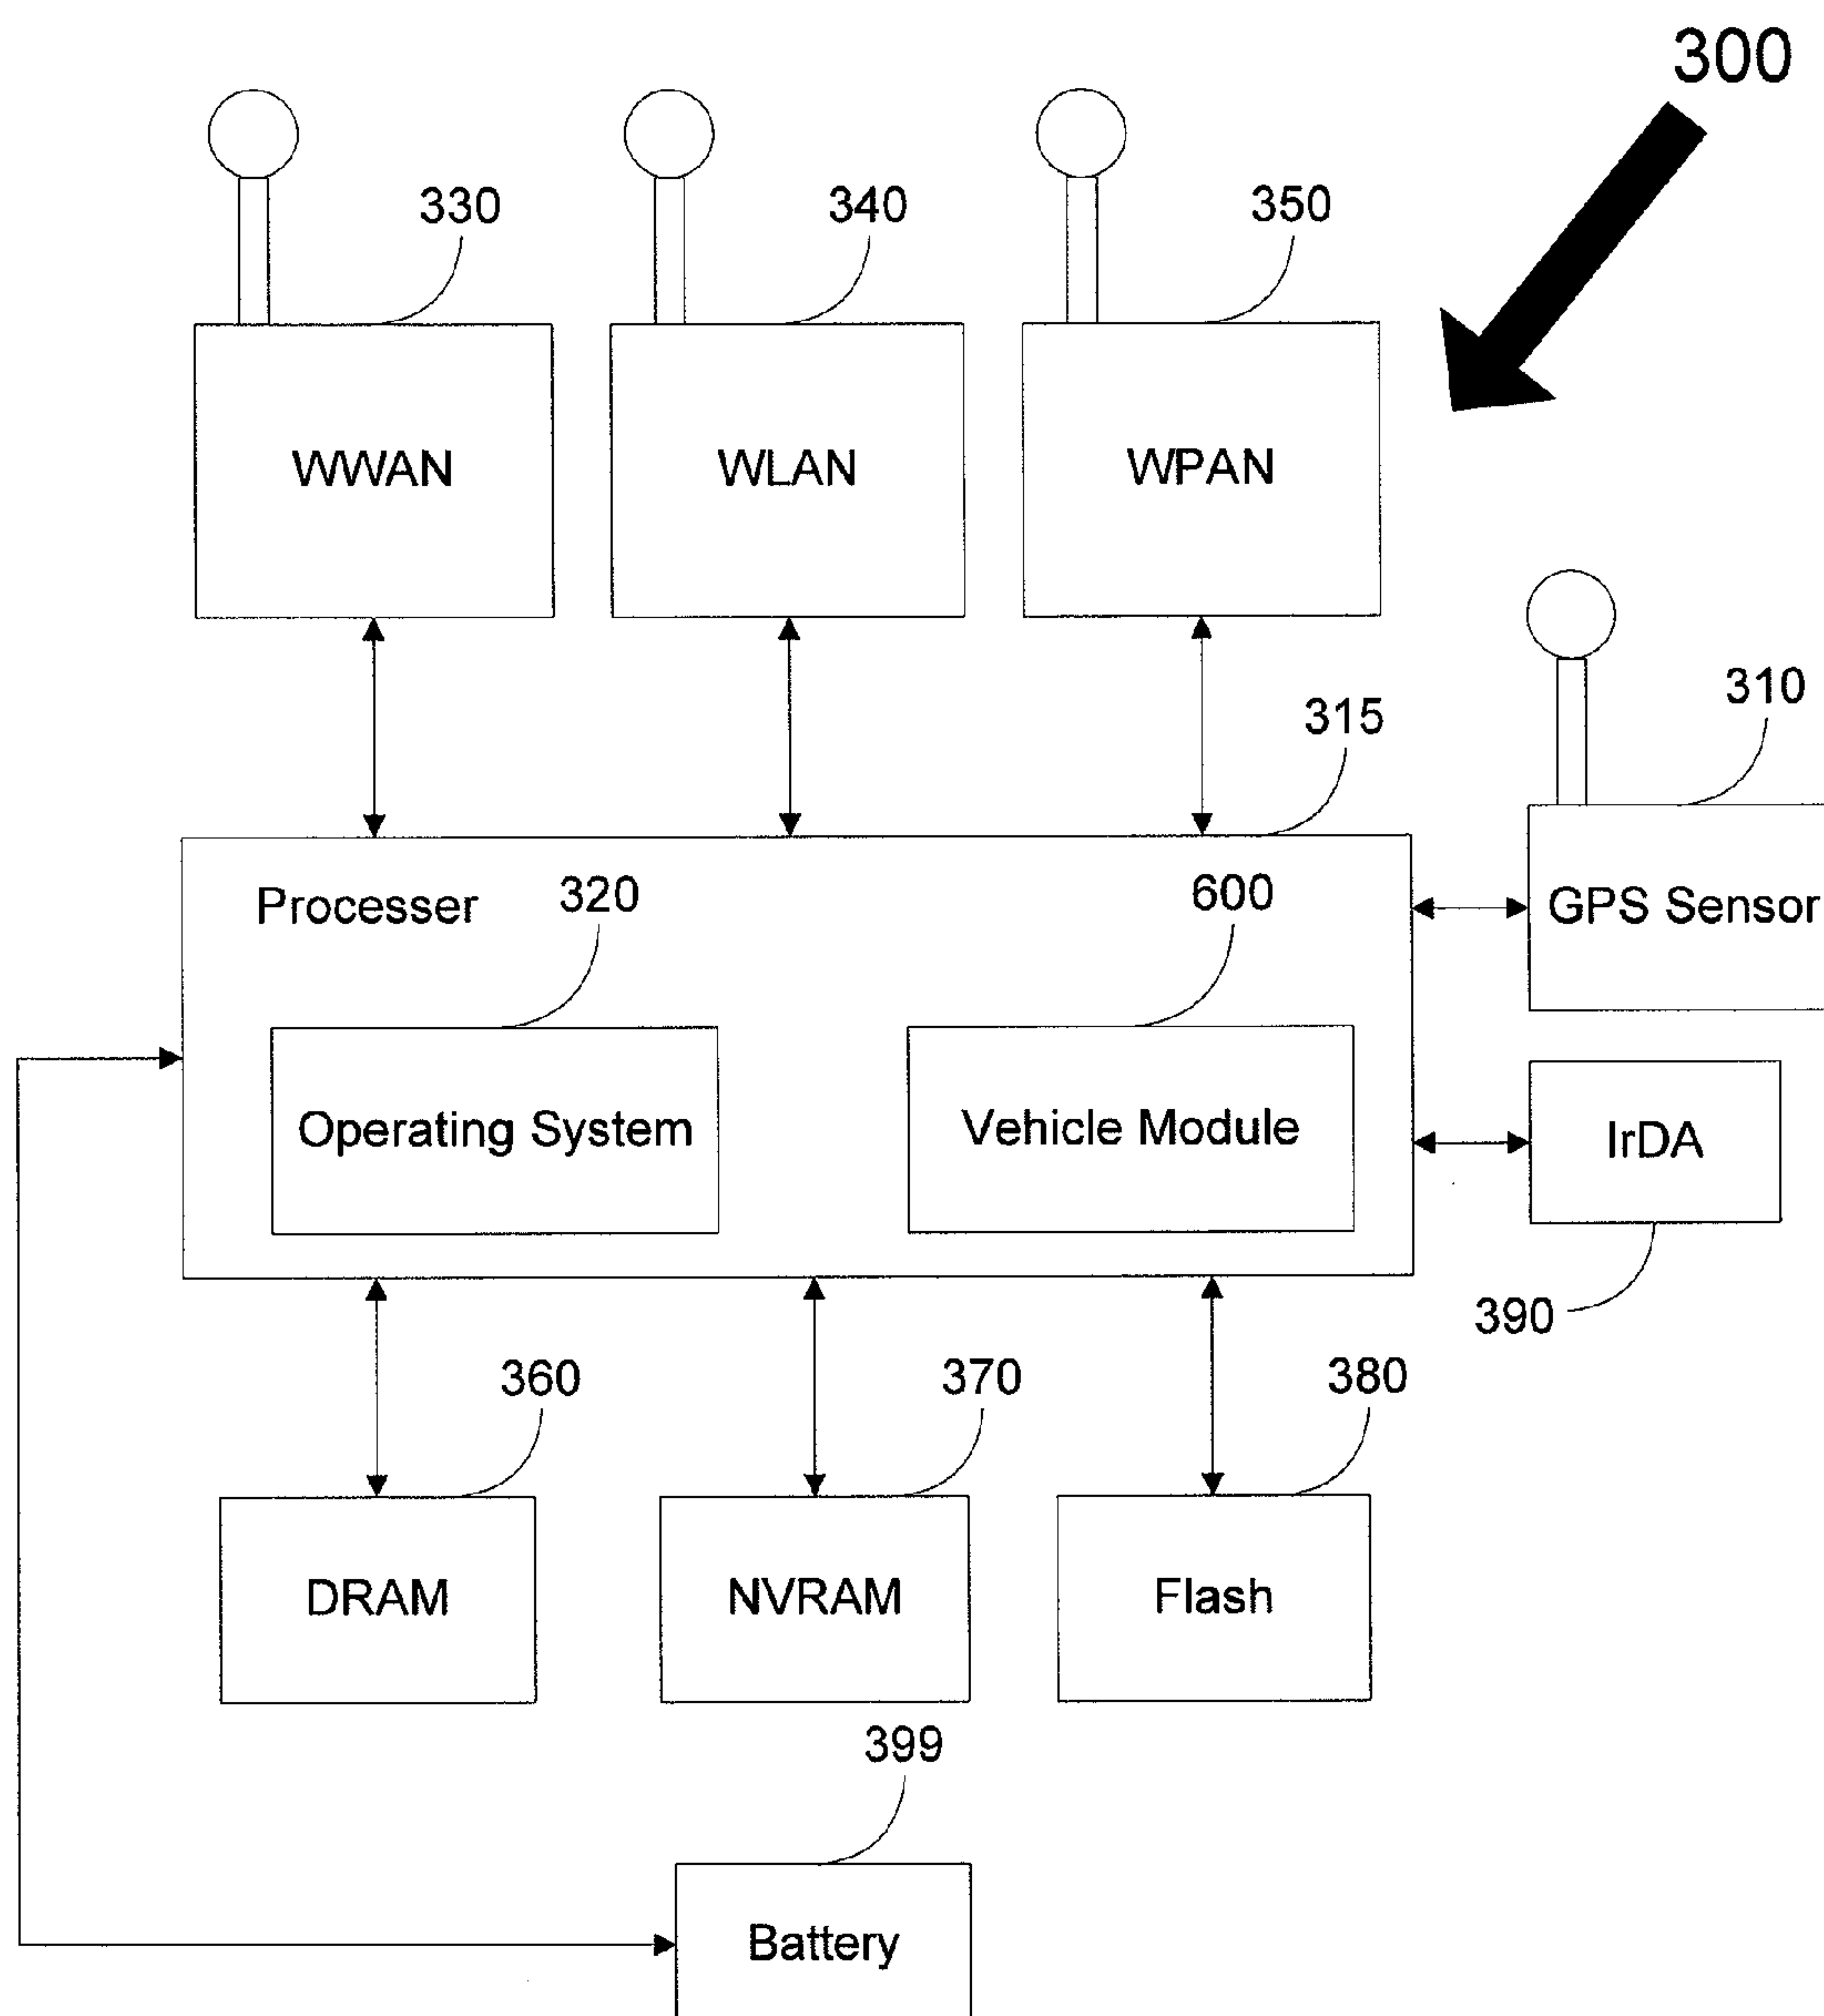 300
330
340
350
WWAN
WLAN
WPAN
310
315
Processer
320
600
GPS Sensor
Operating System
Vehicle Module
IrDA
390
360
370
380
DRAM
NVRAM
Flash
399
Battery